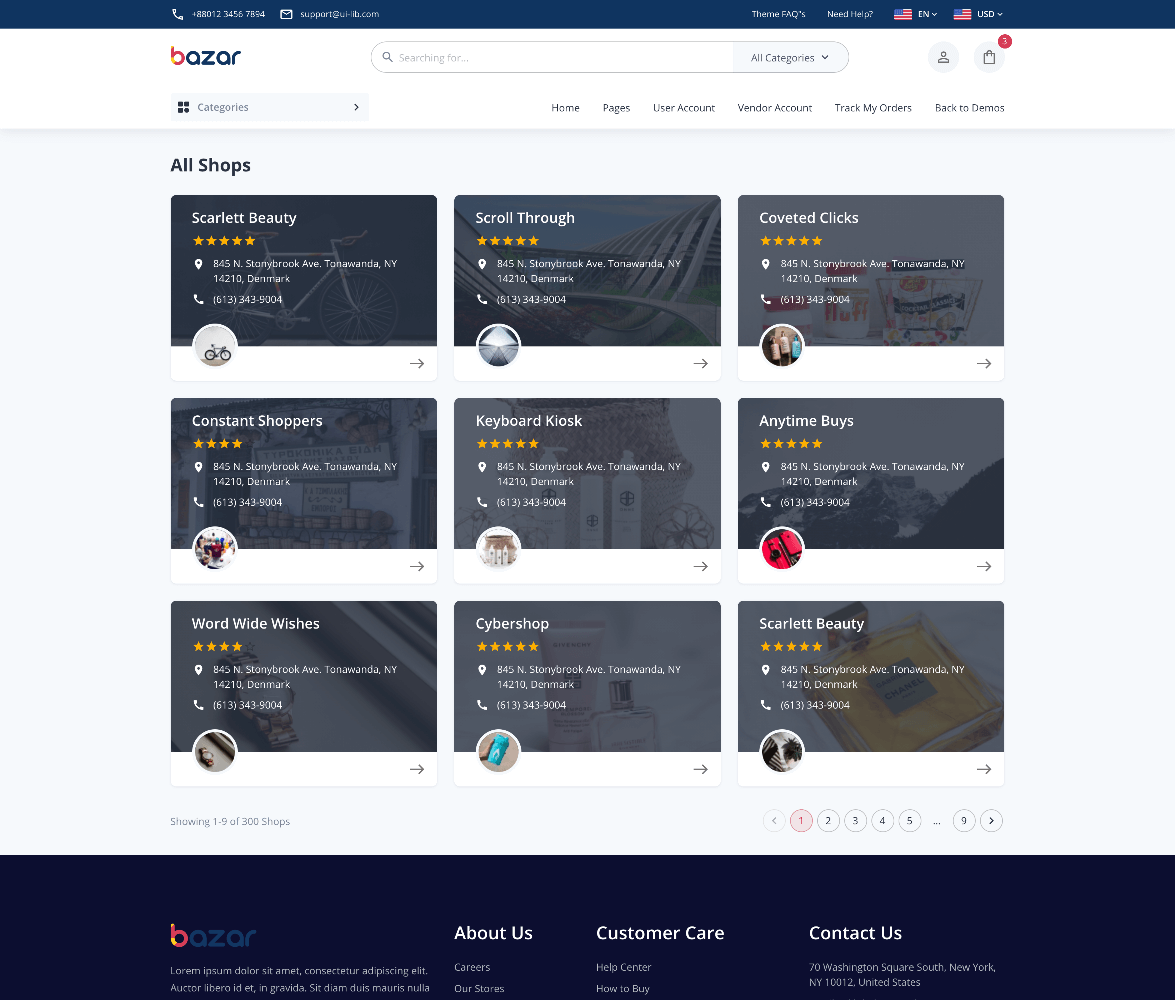 +88012 3456 7894
support@ui-lib.com
Theme FAQ"s
Need Help?
EN
USD
bazar
Searching for...
All Categories
3
Categories
Home
Pages
User Account
Vendor Account
Track My Orders
Back to Demos
All Shops
Scarlett Beauty
845 N. Stonybrook Ave. Tonawanda, NY
14210, Denmark
(613) 343-9004
Scroll Through
845 N. Stonybrook Ave. Tonawanda, NY
14210, Denmark
(613) 343-9004
Coveted Clicks
845 N. Stonybrook Ave. Tonawanda, NY
14210, Denmark
(613) 343-9004
Constant Shoppers
845 N. Stonybrook Ave. Tonawanda, NY
14210, Denmark
(613) 343-9004
Keyboard Kiosk
845 N. Stonybrook Ave. Tonawanda, NY
14210, Denmark
(613) 343-9004
Anytime Buys
845 N. Stonybrook Ave. Tonawanda, NY
14210, Denmark
(613) 343-9004
Word Wide Wishes
845 N. Stonybrook Ave. Tonawanda, NY
14210, Denmark
(613) 343-9004
Cybershop
GIVENCHY
845 N. Stonybrook Ave. Tonawanda, NY
14210, Denmark
(613) 343-9004
Scarlett Beauty
845 N. Stonybrook Ave. Tonawanda, NY
14210, Denmark
(613) 343-9004
CHANEL
Showing 1-9 of 300 Shops
1
2
3
4
5
...
9
bazar
Lorem ipsum dolor sit amet, consectetur adipiscing elit.
Auctor libero id et, in gravida. Sit diam duis mauris nulla
About Us
Careers
Our Stores
Customer Care
Help Center
How to Buy
Contact Us
70 Washington Square South, New York,
NY 10012, United States